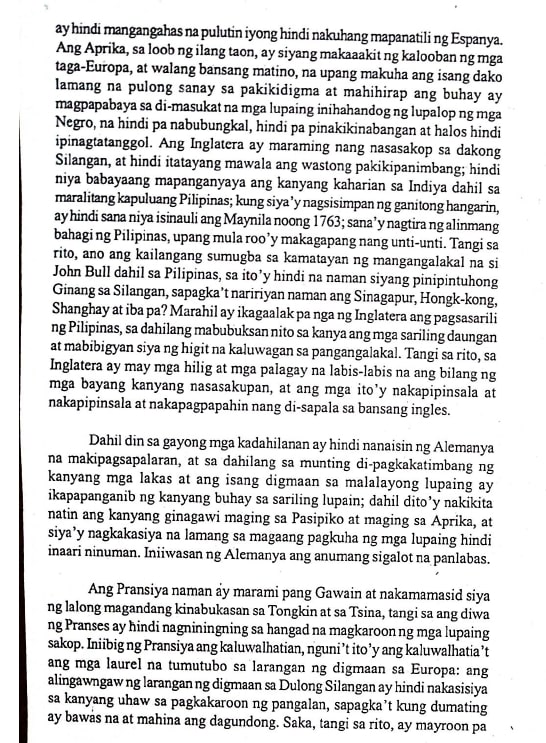 ay hindi mangangahas na pulutin iyong hindi nakuhang mapanatili ng Espanya.
Ang Aprika, sa loob ng ilang taon, ay siyang makaaakit ng kalooban ng mga
taga-Europa, at walang bansang matino, na upang makuha ang isang dako
lamang na pulong sanay sa pakikidigma at mahihirap ang buhay ay
magpapabaya sa di-masukat na mga lupaing inihahandog ng lupalop ng mga
Negro, na hindi pa nabubungkal, hindi pa pinakikinabangan at halos hindi
ipinagtatanggol. Ang Inglatera ay maraming nang nasasakop sa dakong
Silangan, at hindi itatayang mawala ang wastong pakikipanimbang; hindi
niya babayaang mapanganyaya ang kanyang kaharian sa Indiya dahil sa
maralitang kapuluang Pilipinas; kung siya'y nagsisimpan ng ganitong hangarin,
ay hindi sana niya isinauli ang Maynila noong 1763; sana'y nagtira ng alinmang
bahagi ng Pilipinas, upang mula roo'y makagapang nang unti-unti. Tangi sa
rito, ano ang kailangang sumugba sa kamatayan ng mangangalakal na si
John Bull dahil sa Pilipinas, sa ito'y hindi na naman siyang pinipintuhong
Ginang sa Silangan, sapagka't naririyan naman ang Sinagapur, Hongk-kong,
Shanghay at iba pa? Marahil ay ikagaalak pa nga ng Inglatera ang pagsasarili
ng Pilipinas, sa dahilang mabubuksan nito sa kanya ang mga sariling daungan
at mabibigyan siya ng higit na kaluwagan sa pangangalakal. Tangi sa rito, sa
Inglatera ay may mga hilig at mga palagay na labis-labis na ang bilang ng
mga bayang kanyang nasasakupan, at ang mga ito'y nakapipinsala at
nakapipinsala at nakapagpapahin nang di-sapala sa bansang ingles.
Dahil din sa gayong mga kadahilanan ay hindi nanaisin ng Alemanya
na makipagsapalaran, at sa dahilang sa munting di-pagkakatimbang ng
kanyang mga lakas at ang isang digmaan sa malalayong lupaing ay
ikapapanganib ng kanyang buhay sa sariling lupain; dahil dito'y nakikita
natin ang kanyang ginagawi maging sa Pasipiko at maging sa Aprika, at
siya'y nagkakasiya na lamang sa magaang pagkuha ng mga lupaing hindi
inaari ninuman. Iniiwasan ng Alemanya ang anumang sigalot na panlabas.
Ang Pransiya naman ay marami pang Gawain at nakamamasid siya
ng lalong magandang kinabukasan sa Tongkin at sa Tsina, tangi sa ang diwa
ng Pranses ay hindi nagniningning sa hangad na magkaroon ng mga lupaing
sakop. Iniibig ng Pransiya ang kaluwalhatian, nguni't ito'y ang kaluwalhatia't
ang mga laurel na tumutubo sa larangan ng digmaan sa Europa: ang
alingawngaw ng larangan ng digmaan sa Dulong Silangan ay hindi nakasisiya
sa kanyang uhaw sa pagkakaroon ng pangalan, sapagka't kung dumating
ay bawas na at mahina ang dagundong. Saka, tangi sa rito, ay mayroon pa